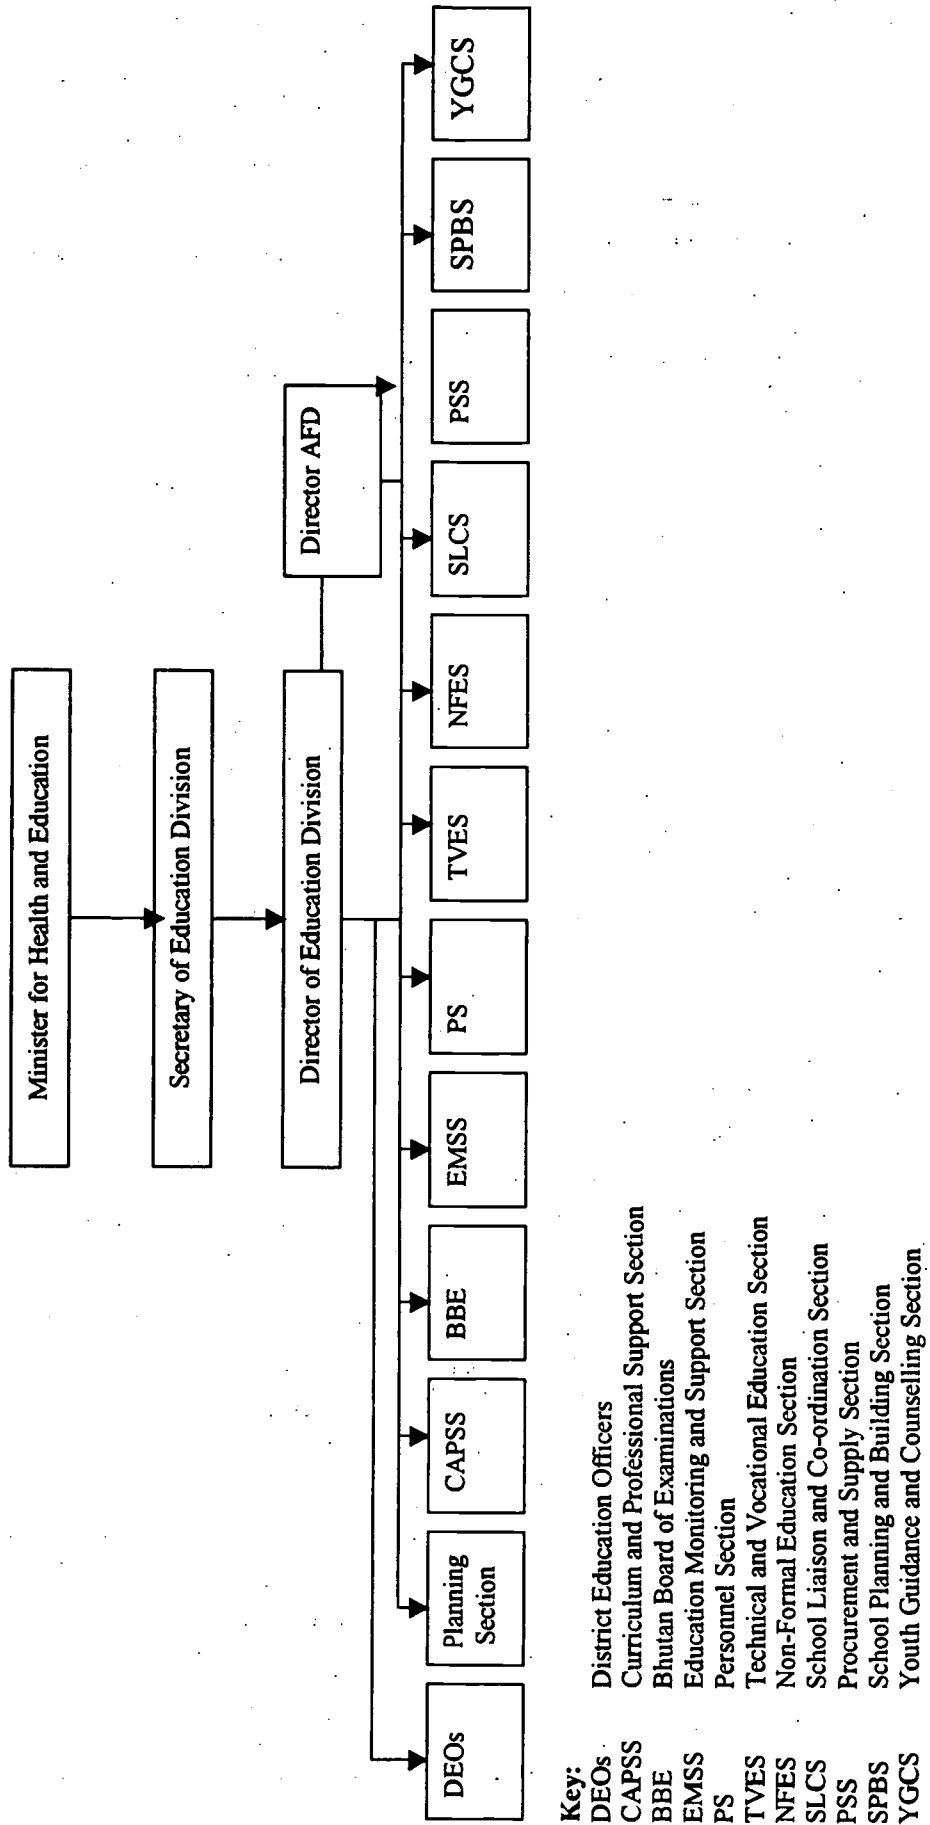 Minister for Health and Education
Secretary of Education Division
Director of Education Division
Director AFD
DEOs
Planning
Section
CAPSS
BBE
EMSS
PS
TVES
NFES
SLCS
PSS
SPBS
YGCS
Key:
DEOs District Education Officers
CAPSS Curriculum and Professional Support Section
BBE Bhutan Board of Examinations
EMSS Education Monitoring and Support Section
PS Personnel Section
TVES Technical and Vocational Education Section
NFES Non-Formal Education Section
SLCS School Liaison and Co-ordination Section
PSS Procurement and Supply Section
SPBS School Planning and Building Section
YGCS Youth Guidance and Counselling Section